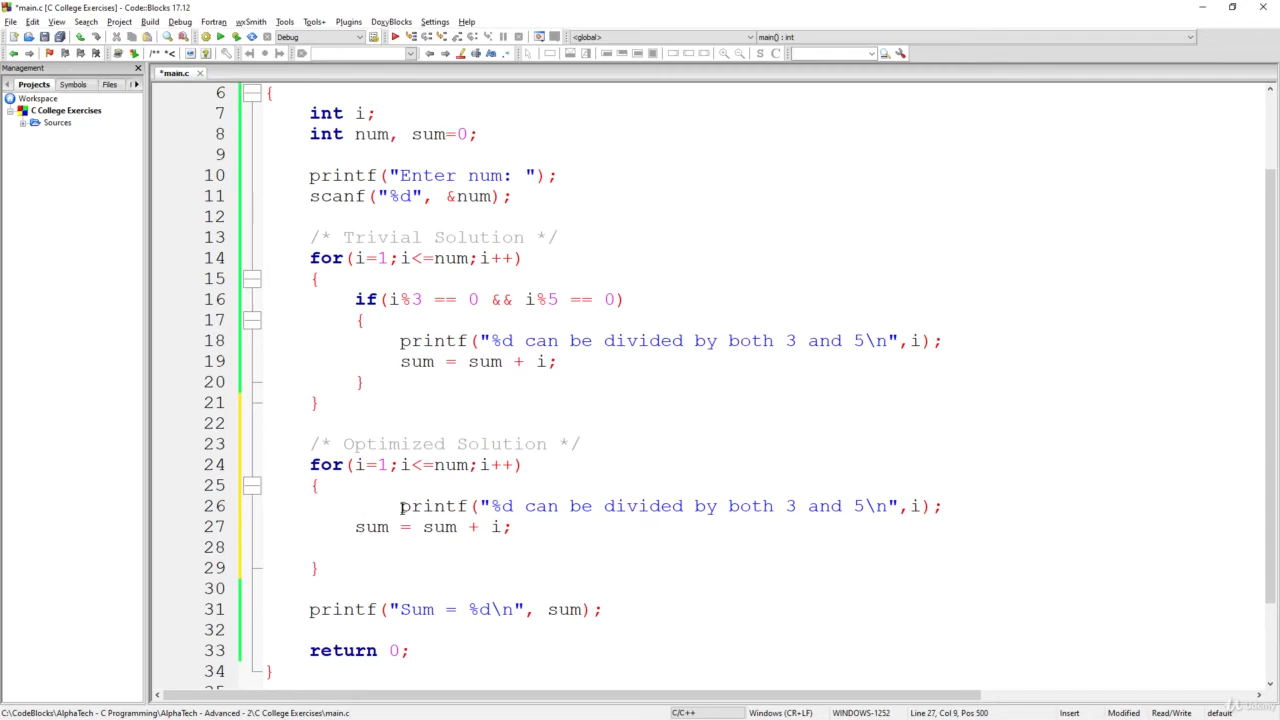 *main.c [C College Exercises] - Code::Blocks 17.12
File Edit View Search Project Build Debug Fortran wxSmith Tools Tools+ Plugins DoxyBlocks Settings Help
Debug <global> main() : int
/** *<
Management
Projects Symbols Files
*main.c
Workspace
C College Exercises
Sources
6 {
7 int i;
8 int num, sum=0;
9
10 printf("Enter num: ");
11 scanf("%d", &num);
12
13 /* Trivial Solution */
14 for(i=1;i<=num;i++)
15 {
16 if(i%3 == 0 && i%5 == 0)
17 {
18 printf("%d can be divided by both 3 and 5\n",i);
19 sum = sum + i;
20 }
21 }
22
23 /* Optimized Solution */
24 for(i=1;i<=num;i++)
25 {
26 printf("%d can be divided by both 3 and 5\n",i);
27 sum = sum + i;
28
29 }
30
31 printf("Sum = %d\n", sum);
32
33 return 0;
34 }
C:\CodeBlocks\AlphaTech - C Programming\AlphaTech - Advanced - 2\C College Exercises\main.c C/C++ Windows (CR+LF) WINDOWS-1252 Line 27, Col 9, Pos 500 Insert Modified Read/Write default
Udemy